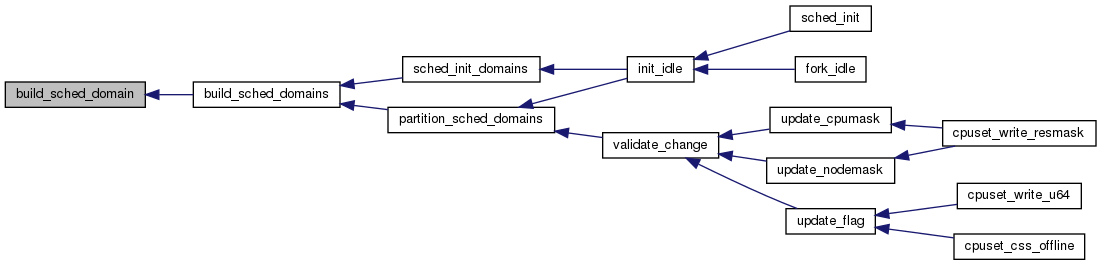 sched_init
sched_init_domains
init_idle
fork_idle
build_sched_domain
build_sched_domains
partition_sched_domains
update_cpumask
cpuset_write_resmask
validate_change
update_nodemask
cpuset_write_u64
update_flag
cpuset_css_offline